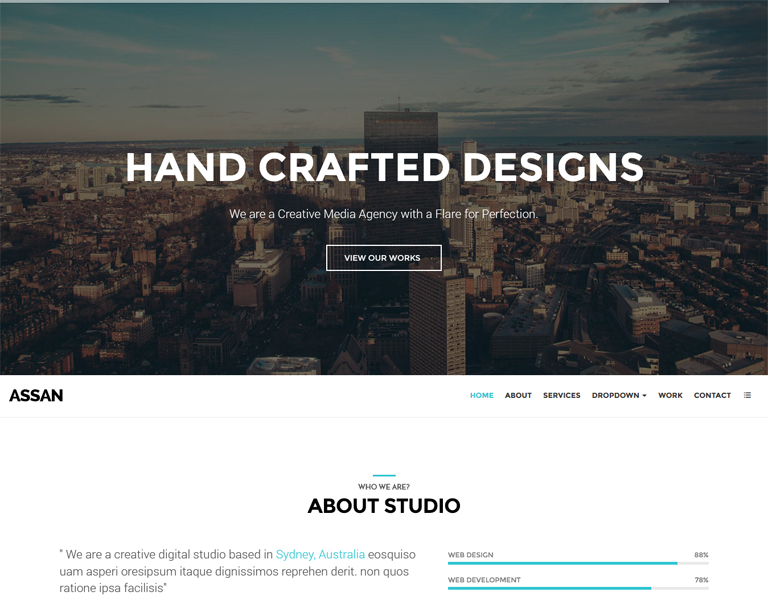 HAND CRAFTED DESIGNS
We are a Creative Media Agency with a Flare for Perfection.
VIEW OUR WORKS
ASSAN
HOME ABOUT SERVICES DROPDOWN WORK CONTACT
WHO WE ARE?
ABOUT STUDIO
" We are a creative digital studio based in Sydney, Australia eosquiso
uam asperi oresipsum itaque dignissimos reprehen derit. non quos
ratione ipsa facilisis"
WEB DESIGN 88%
WEB DEVELOPMENT 78%